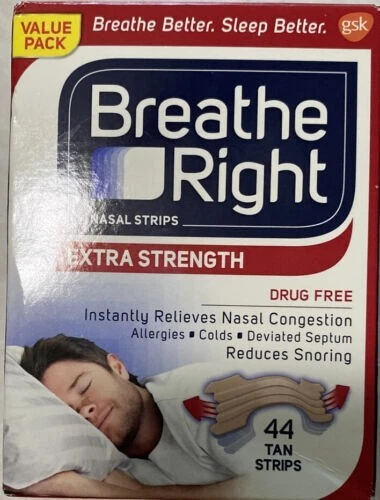 VALUE
PACK
Breathe Better. Sleep Better.
gsk
Breathe
Right
NASAL STRIPS
EXTRA STRENGTH
DRUG FREE
Instantly Relieves Nasal Congestion
Allergies ▪ Colds ▪ Deviated Septum
Reduces Snoring
44
TAN
STRIPS